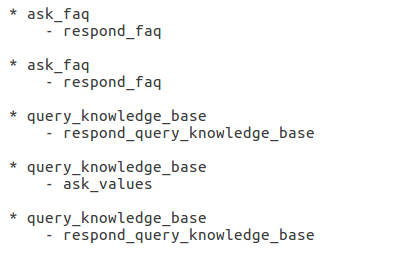 * ask_faq
- respond_faq
* ask_faq
- respond_faq
* query_knowledge_base
- respond_query_knowledge_base
* query_knowledge_base
- ask_values
* query_knowledge_base
- respond_query_knowledge_base